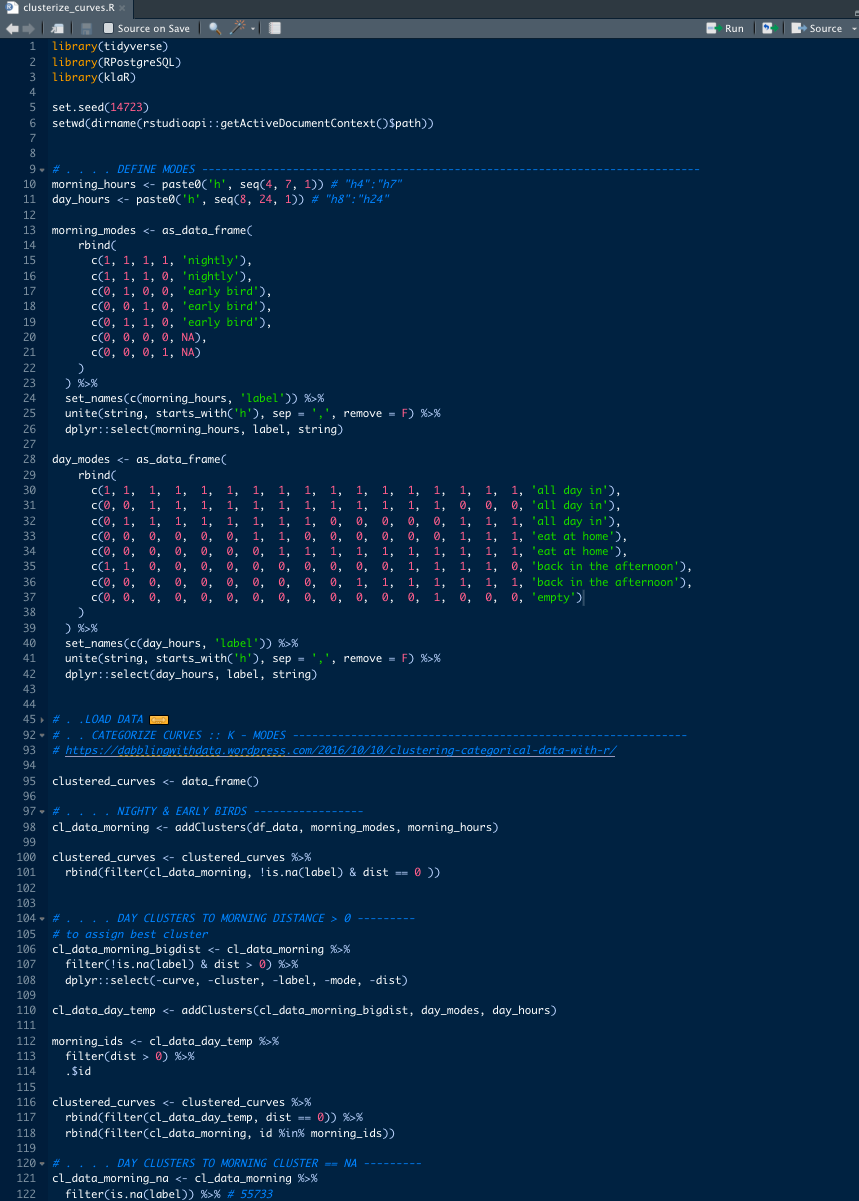 clusterize_curves.R
Source on Save
Run
Source
1 library(tidyverse)
2 library(RPostgreSQL)
3 library(klaR)
4
5 set.seed(14723)
6 setwd(dirname(rstudioapi::getActiveDocumentContext()$path))
7
8
9 # . . . . DEFINE MODES -----------------------------------------------------------------------------
10 morning_hours <- paste0('h', seq(4, 7, 1)) # "h4":"h7"
11 day_hours <- paste0('h', seq(8, 24, 1)) # "h8":"h24"
12
13 morning_modes <- as_data_frame(
14 rbind(
15 c(1, 1, 1, 1, 'nightly'),
16 c(1, 1, 1, 0, 'nightly'),
17 c(0, 1, 0, 0, 'early bird'),
18 c(0, 0, 1, 0, 'early bird'),
19 c(0, 1, 1, 0, 'early bird'),
20 c(0, 0, 0, 0, NA),
21 c(0, 0, 0, 1, NA)
22 )
23 ) %>%
24 set_names(c(morning_hours, 'label')) %>%
25 unite(string, starts_with('h'), sep = ',', remove = F) %>%
26 dplyr::select(morning_hours, label, string)
27
28 day_modes <- as_data_frame(
29 rbind(
30 c(1, 1, 1, 1, 1, 1, 1, 1, 1, 1, 1, 1, 1, 1, 1, 1, 1, 'all day in'),
31 c(0, 0, 1, 1, 1, 1, 1, 1, 1, 1, 1, 1, 1, 1, 0, 0, 0, 'all day in'),
32 c(0, 1, 1, 1, 1, 1, 1, 1, 1, 0, 0, 0, 0, 0, 1, 1, 1, 'all day in'),
33 c(0, 0, 0, 0, 0, 0, 1, 1, 0, 0, 0, 0, 0, 0, 1, 1, 1, 'eat at home'),
34 c(0, 0, 0, 0, 0, 0, 0, 1, 1, 1, 1, 1, 1, 1, 1, 1, 1, 'eat at home'),
35 c(1, 1, 0, 0, 0, 0, 0, 0, 0, 0, 0, 0, 1, 1, 1, 1, 0, 'back in the afternoon'),
36 c(0, 0, 0, 0, 0, 0, 0, 0, 0, 0, 1, 1, 1, 1, 1, 1, 1, 'back in the afternoon'),
37 c(0, 0, 0, 0, 0, 0, 0, 0, 0, 0, 0, 0, 0, 1, 0, 0, 0, 'empty')
38 )
39 ) %>%
40 set_names(c(day_hours, 'label')) %>%
41 unite(string, starts_with('h'), sep = ',', remove = F) %>%
42 dplyr::select(day_hours, label, string)
43
44
45 # . .LOAD DATA
92 # . . CATEGORIZE CURVES :: K - MODES -------------------------------------------------------------
93 # https://dabblingwithdata.wordpress.com/2016/10/10/clustering-categorical-data-with-r/
94
95 clustered_curves <- data_frame()
96
97 # . . . . NIGHTY & EARLY BIRDS -----------------
98 cl_data_morning <- addClusters(df_data, morning_modes, morning_hours)
99
100 clustered_curves <- clustered_curves %>%
101 rbind(filter(cl_data_morning, !is.na(label) & dist == 0 ))
102
103
104 # . . . . DAY CLUSTERS TO MORNING DISTANCE > 0 ---------
105 # to assign best cluster
106 cl_data_morning_bigdist <- cl_data_morning %>%
107 filter(!is.na(label) & dist > 0) %>%
108 dplyr::select(-curve, -cluster, -label, -mode, -dist)
109
110 cl_data_day_temp <- addClusters(cl_data_morning_bigdist, day_modes, day_hours)
111
112 morning_ids <- cl_data_day_temp %>%
113 filter(dist > 0) %>%
114 .$id
115
116 clustered_curves <- clustered_curves %>%
117 rbind(filter(cl_data_day_temp, dist == 0)) %>%
118 rbind(filter(cl_data_morning, id %in% morning_ids))
119
120 # . . . . DAY CLUSTERS TO MORNING CLUSTER == NA ---------
121 cl_data_morning_na <- cl_data_morning %>%
122 filter(is.na(label)) %>% # 55733